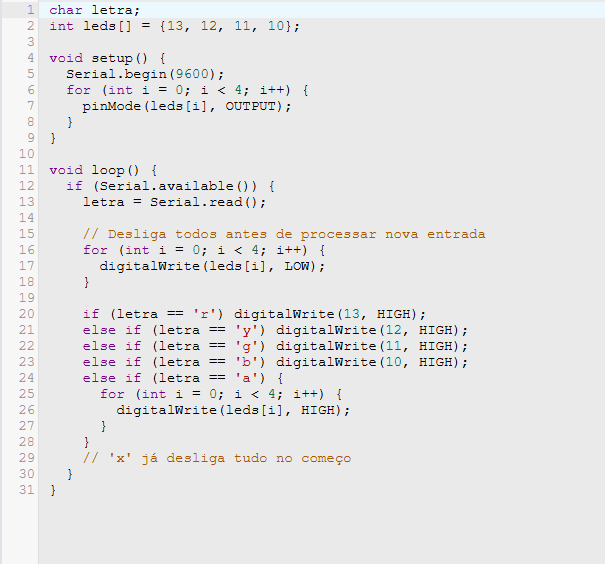 1 char letra;
2 int leds[] = {13, 12, 11, 10};
3
4 void setup() {
5   Serial.begin(9600);
6   for (int i = 0; i < 4; i++) {
7     pinMode(leds[i], OUTPUT);
8   }
9 }
10
11 void loop() {
12   if (Serial.available()) {
13     letra = Serial.read();
14
15     // Desliga todos antes de processar nova entrada
16     for (int i = 0; i < 4; i++) {
17       digitalWrite(leds[i], LOW);
18     }
19
20     if (letra == 'r') digitalWrite(13, HIGH);
21     else if (letra == 'y') digitalWrite(12, HIGH);
22     else if (letra == 'g') digitalWrite(11, HIGH);
23     else if (letra == 'b') digitalWrite(10, HIGH);
24     else if (letra == 'a') {
25       for (int i = 0; i < 4; i++) {
26         digitalWrite(leds[i], HIGH);
27       }
28     }
29     // 'x' já desliga tudo no começo
30   }
31 }